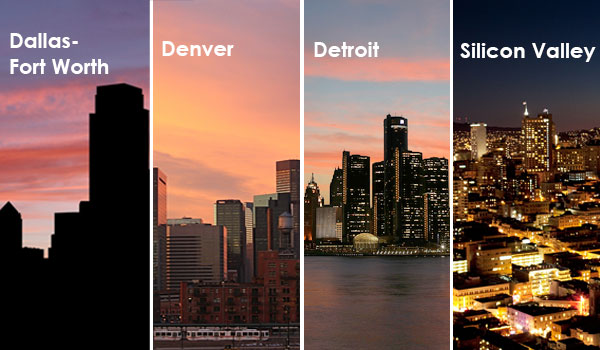 Dallas-
Fort Worth
Denver
Detroit
Silicon Valley